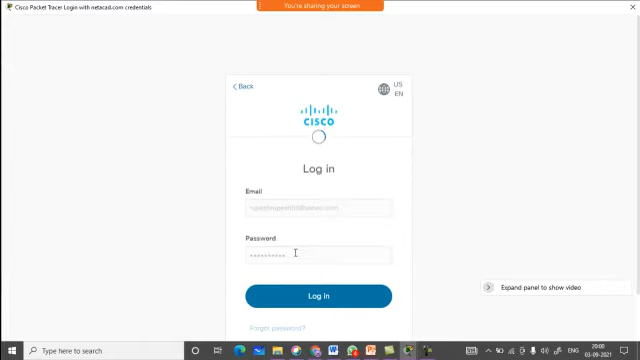 Cisco Packet Tracer Login with netacad.com credentials
You're sharing your screen
Back
US
EN
CISCO
Log in
Email
Password
Expand panel to show video
Log in
Forgot password?
Type here to search
ENG
20:00
03-09-2021